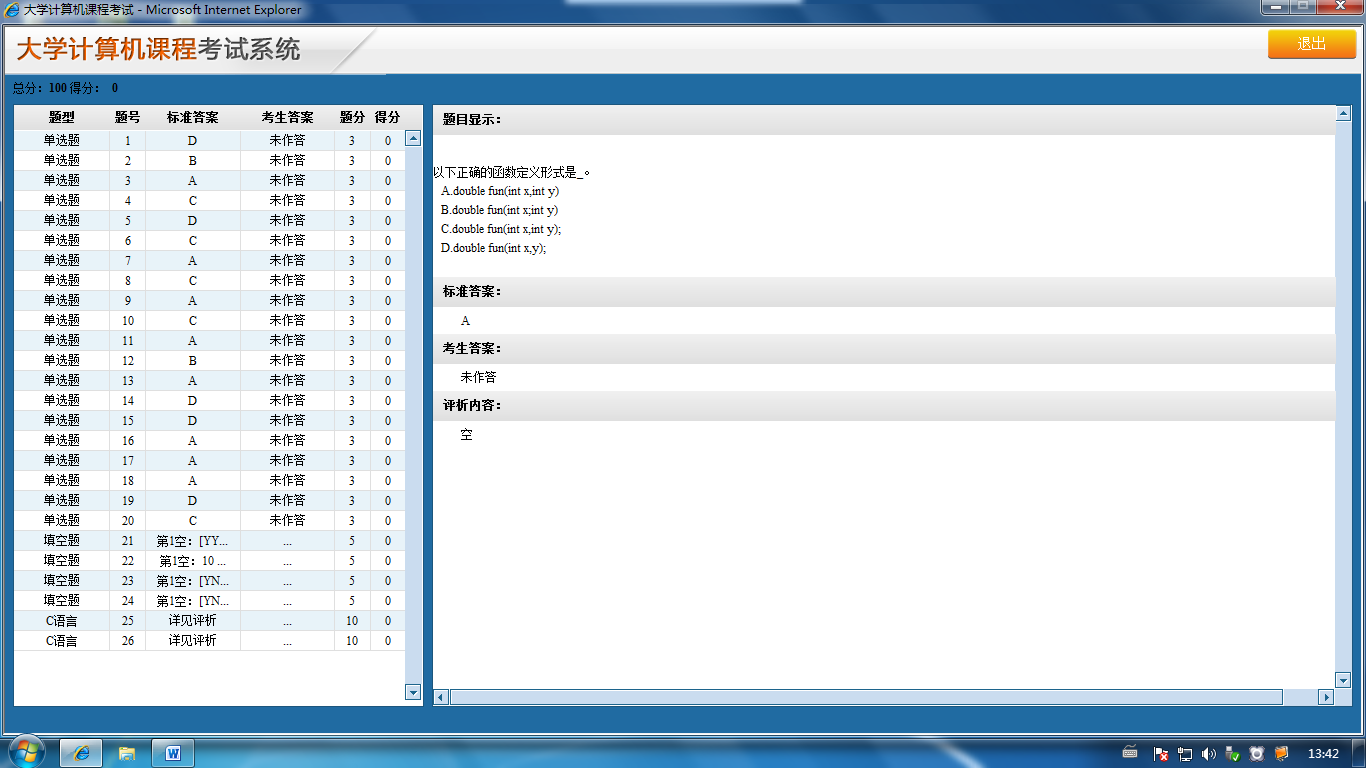 大学计算机课程考试 - Microsoft Internet Explorer
大学计算机课程考试系统
退出
总分：100 得分： 0
题型 题号 标准答案 考生答案 题分 得分
单选题 1 D 未作答 3 0
单选题 2 B 未作答 3 0
单选题 3 A 未作答 3 0
单选题 4 C 未作答 3 0
单选题 5 D 未作答 3 0
单选题 6 C 未作答 3 0
单选题 7 A 未作答 3 0
单选题 8 C 未作答 3 0
单选题 9 A 未作答 3 0
单选题 10 C 未作答 3 0
单选题 11 A 未作答 3 0
单选题 12 B 未作答 3 0
单选题 13 A 未作答 3 0
单选题 14 D 未作答 3 0
单选题 15 D 未作答 3 0
单选题 16 A 未作答 3 0
单选题 17 A 未作答 3 0
单选题 18 A 未作答 3 0
单选题 19 D 未作答 3 0
单选题 20 C 未作答 3 0
填空题 21 第1空：[YY... ... 5 0
填空题 22 第1空：10 ... ... 5 0
填空题 23 第1空：[YN... ... 5 0
填空题 24 第1空：[YN... ... 5 0
C语言 25 详见评析 ... 10 0
C语言 26 详见评析 ... 10 0
题目显示：
以下正确的函数定义形式是_。
A.double fun(int x,int y)
B.double fun(int x;int y)
C.double fun(int x,int y);
D.double fun(int x,y);
标准答案：
A
考生答案：
未作答
评析内容：
空
13:42